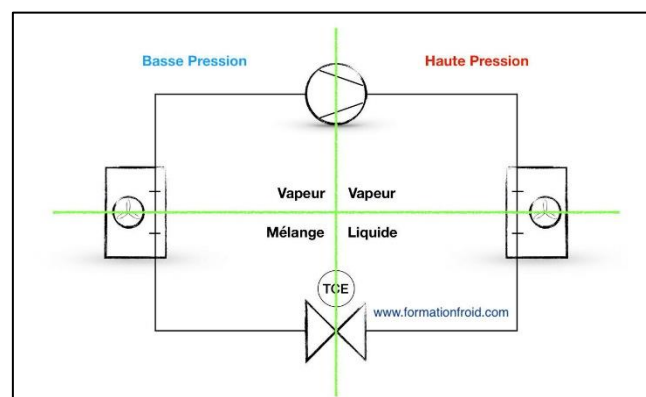 Basse Pression
Haute Pression
Vapeur
Vapeur
Mélange
Liquide
TCE
www.formationfroid.com